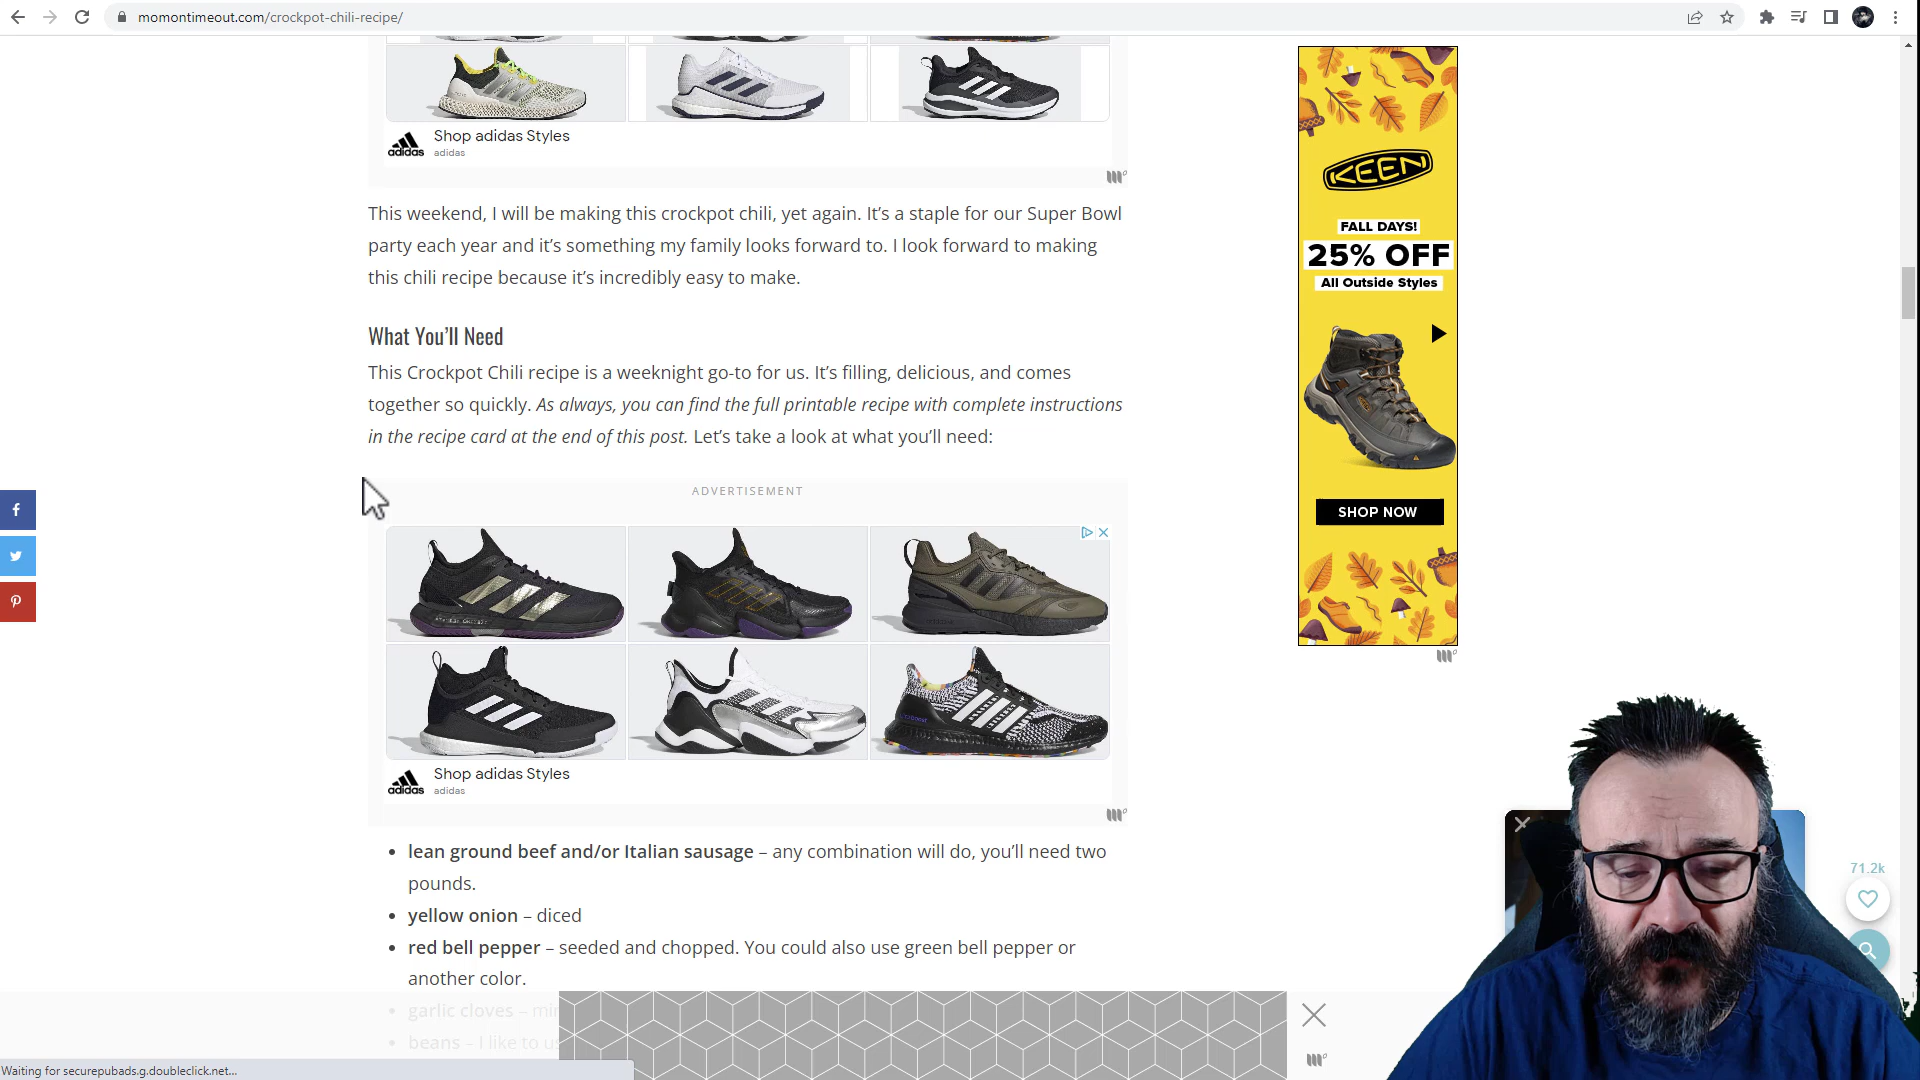 momontimeout.com/crockpot-chili-recipe/
Shop adidas Styles
adidas
adidas
This weekend, I will be making this crockpot chili, yet again. It's a staple for our Super Bowl
party each year and it's something my family looks forward to. I look forward to making
this chili recipe because it's incredibly easy to make.
What You'll Need
This Crockpot Chili recipe is a weeknight go-to for us. It's filling, delicious, and comes
together so quickly. As always, you can find the full printable recipe with complete instructions
in the recipe card at the end of this post. Let's take a look at what you'll need:
ADVERTISEMENT
Shop adidas Styles
adidas
adidas
• lean ground beef and/or Italian sausage – any combination will do, you'll need two
pounds.
• yellow onion – diced
• red bell pepper – seeded and chopped. You could also use green bell pepper or
another color.
• garlic cloves –
• beans – I like to
KEEN
FALL DAYS!
25% OFF
All Outside Styles
SHOP NOW
71.2k
Waiting for securepubads.g.doubleclick.net...